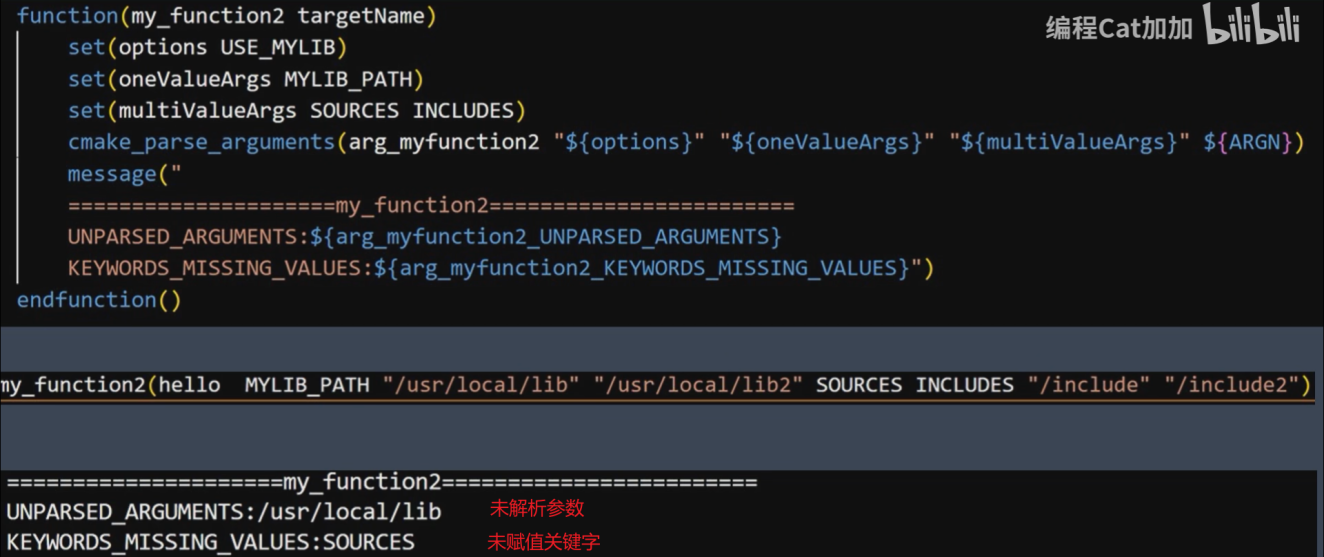 编程Cat加加 bilibili
function(my_function2 targetName)
set(options USE_MYLIB)
set(oneValueArgs MYLIB_PATH)
set(multiValueArgs SOURCES INCLUDES)
cmake_parse_arguments(arg_myfunction2 "${options}" "${oneValueArgs}" "${multiValueArgs}" ${ARGN})
message("
=====================my_function2========================
UNPARSED_ARGUMENTS:${arg_myfunction2_UNPARSED_ARGUMENTS}
KEYWORDS_MISSING_VALUES:${arg_myfunction2_KEYWORDS_MISSING_VALUES}")
endfunction()
my_function2(hello  MYLIB_PATH "/usr/local/lib" "/usr/local/lib2" SOURCES INCLUDES "/include" "/include2")
=====================my_function2========================
UNPARSED_ARGUMENTS:/usr/local/lib 未解析参数
KEYWORDS_MISSING_VALUES:SOURCES 未赋值关键字